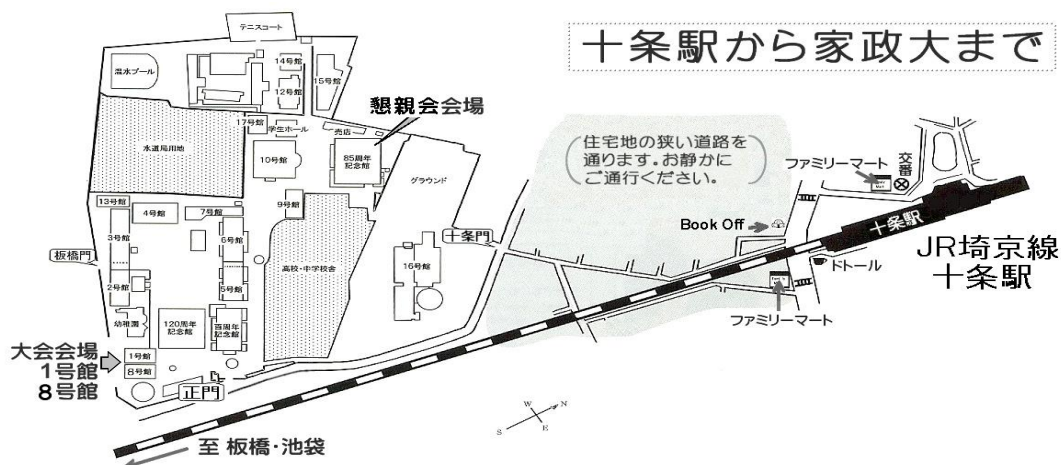 十条駅から家政大まで
テニスコート
温水プール
14号館
12号館
15号館
懇親会会場
17号館
学生ホール
売店
水道局用地
10号館
85周年
記念館
グラウンド
住宅地の狭い道路を
通ります。お静かに
ご通行ください。
ファミリーマート
交番
13号館
4号館
7号館
9号館
Book Off
十条駅
JR埼京線
十条駅
3号館
6号館
十条門
板橋門
高校・中学校舎
16号館
ドトール
2号館
5号館
ファミリーマート
幼稚園
120周年
記念館
百周年
記念館
大会会場
1号館
8号館
1号館
8号館
正門
W
N
S
E
至 板橋・池袋